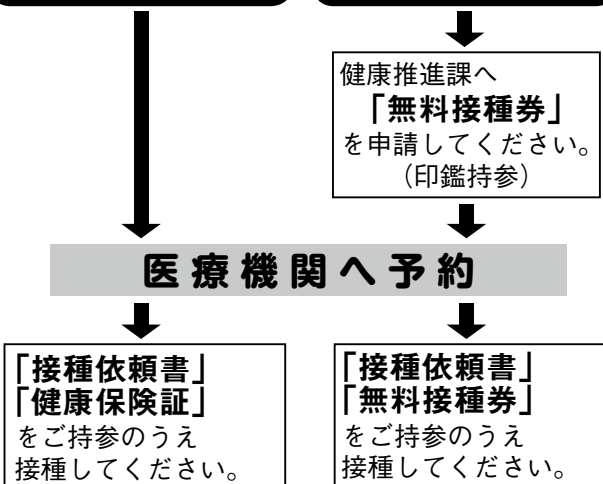 健康推進課へ
「無料接種券」
を申請してください。
（印鑑持参）
医療機関へ予約
「接種依頼書」
「健康保険証」
をご持参のうえ
接種してください。
「接種依頼書」
「無料接種券」
をご持参のうえ
接種してください。